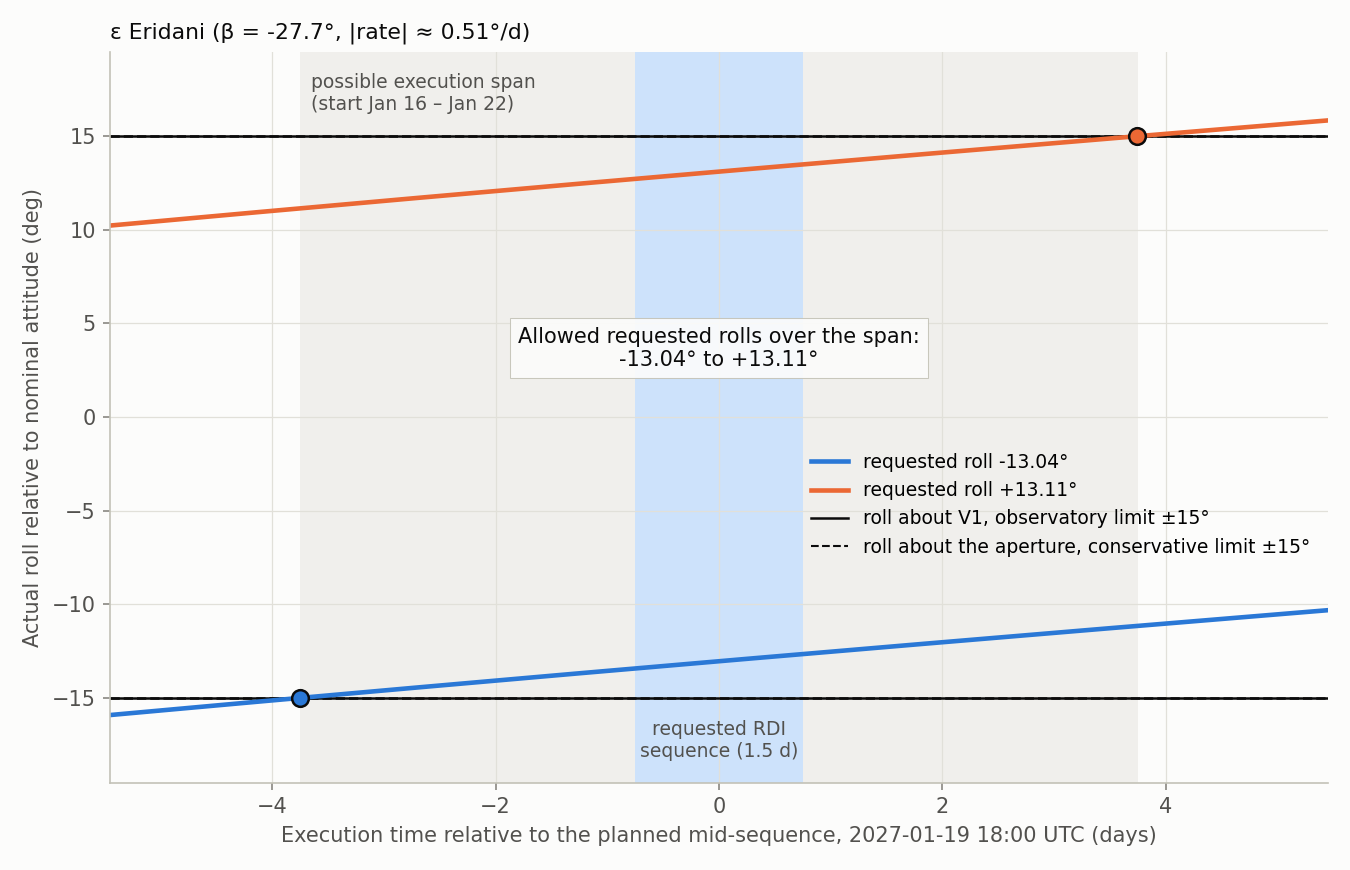 ε Eridani (β = -27.7°, |rate| ≈ 0.51°/d)
possible execution span
(start Jan 16 – Jan 22)
Allowed requested rolls over the span:
-13.04° to +13.11°
requested roll -13.04°
requested roll +13.11°
roll about V1, observatory limit ±15°
roll about the aperture, conservative limit ±15°
requested RDI
sequence (1.5 d)
Actual roll relative to nominal attitude (deg)
15
10
5
0
−5
−10
−15
−4
−2
0
2
4
Execution time relative to the planned mid-sequence, 2027-01-19 18:00 UTC (days)